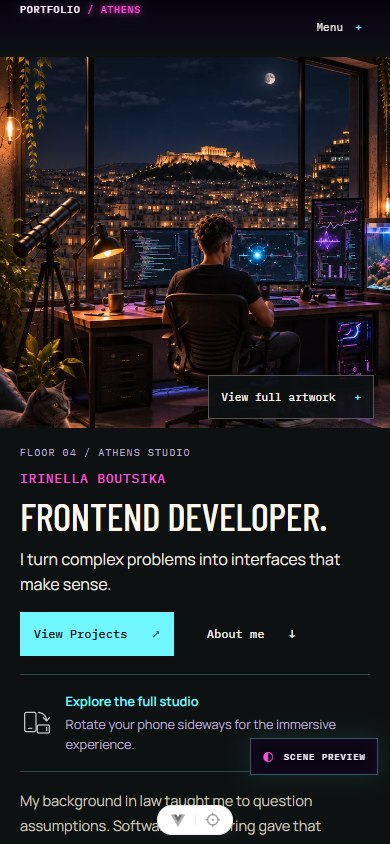 PORTFOLIO / ATHENS
Menu +
View full artwork +
FLOOR 04 / ATHENS STUDIO
IRINELLA BOUTSIKA
FRONTEND DEVELOPER.
I turn complex problems into interfaces that
make sense.
View Projects ↗
About me ↓
Explore the full studio
Rotate your phone sideways for the immersive
experience.
SCENE PREVIEW
My background in law taught me to question
assumptions. ring gave that